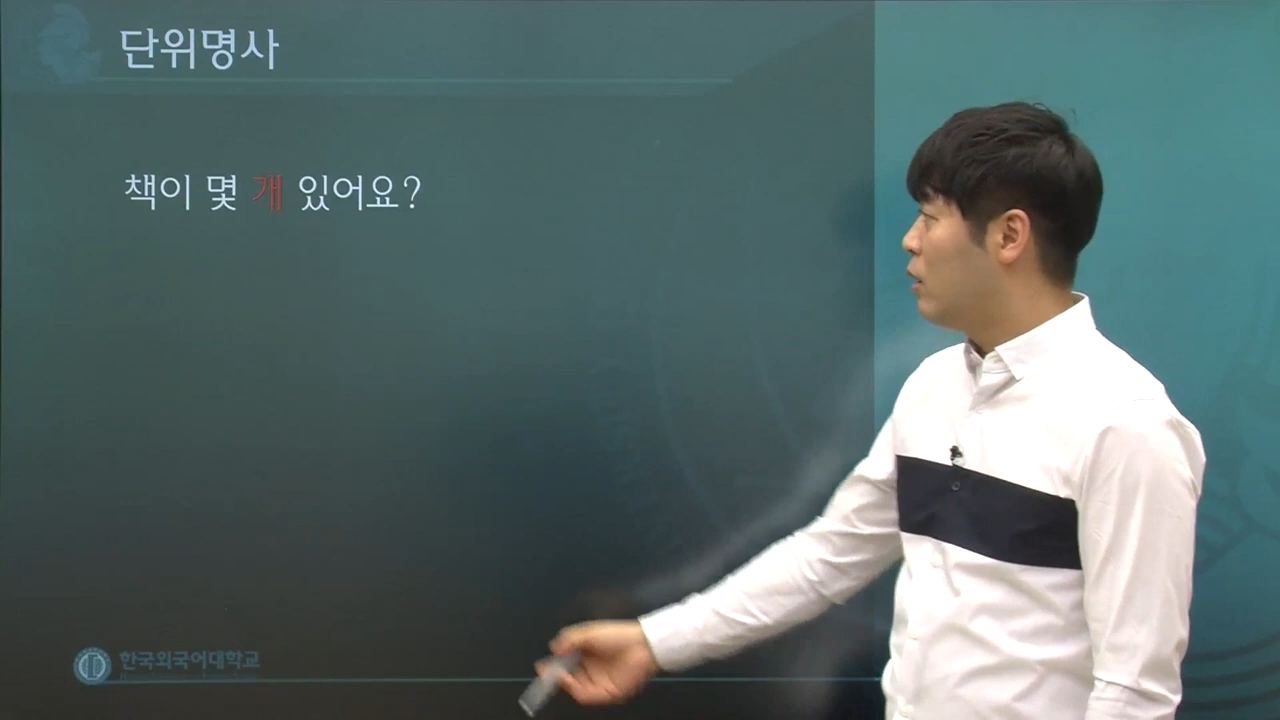 단위명사
책이 몇 개 있어요?
한국외국어대학교